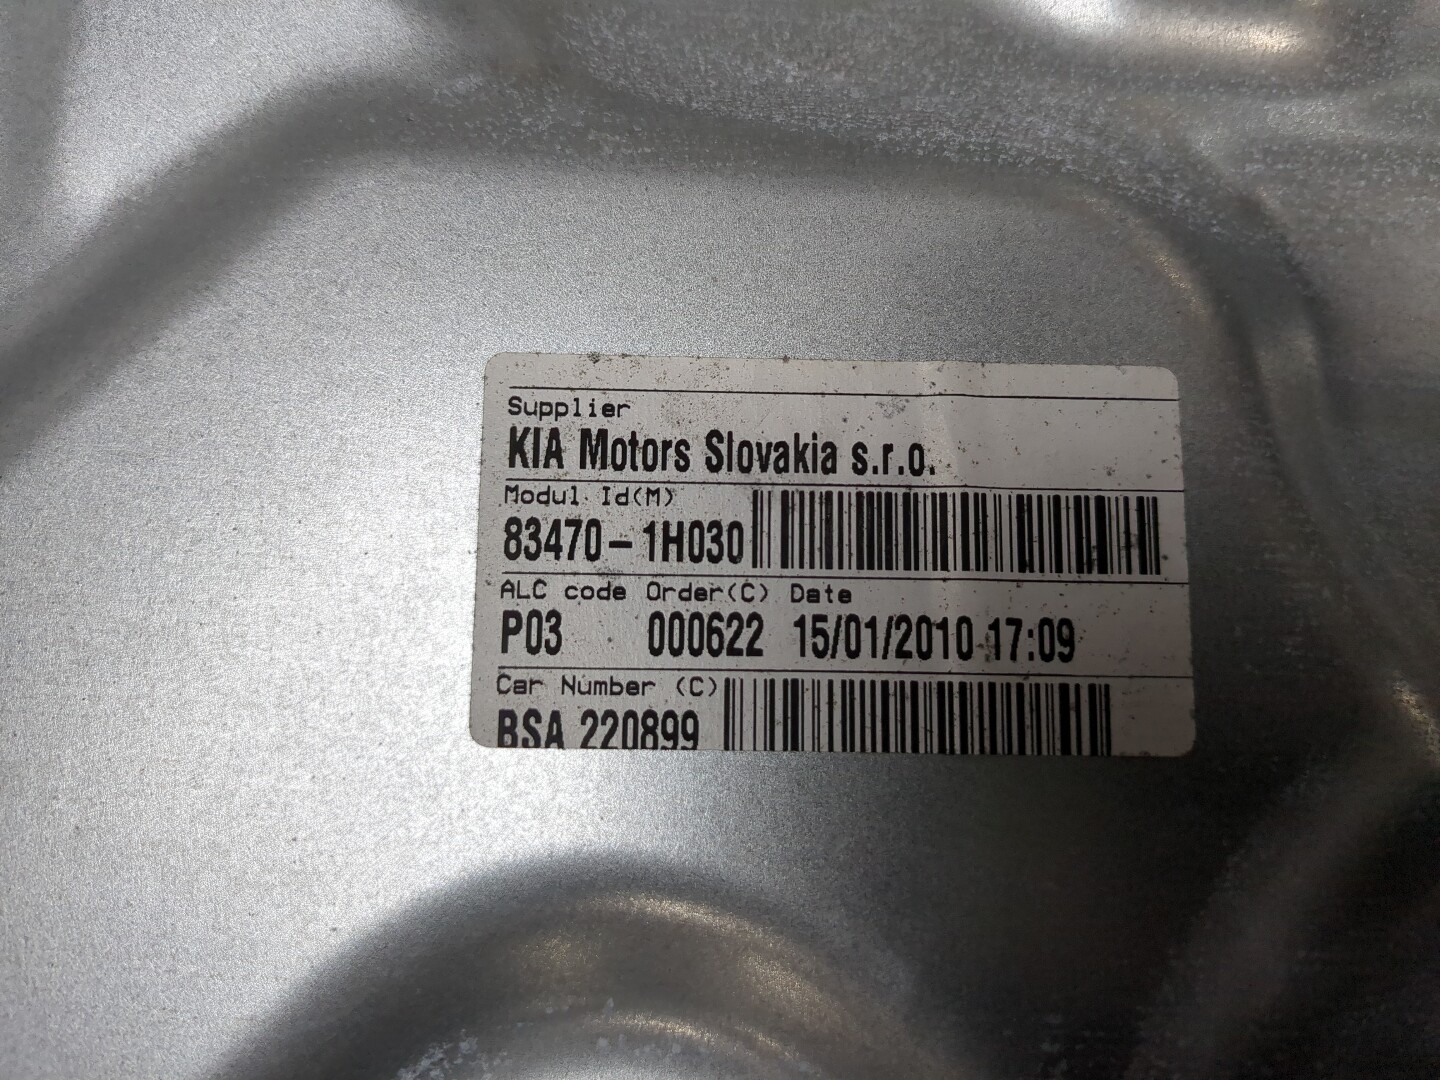 Supplier
KIA Motors Slovakia s.r.o.
Modul Id(M)
83470-1H030
ALC code Order(C) Date
P03 000622 15/01/2010 17:09
Car Number (C)
BSA 220899